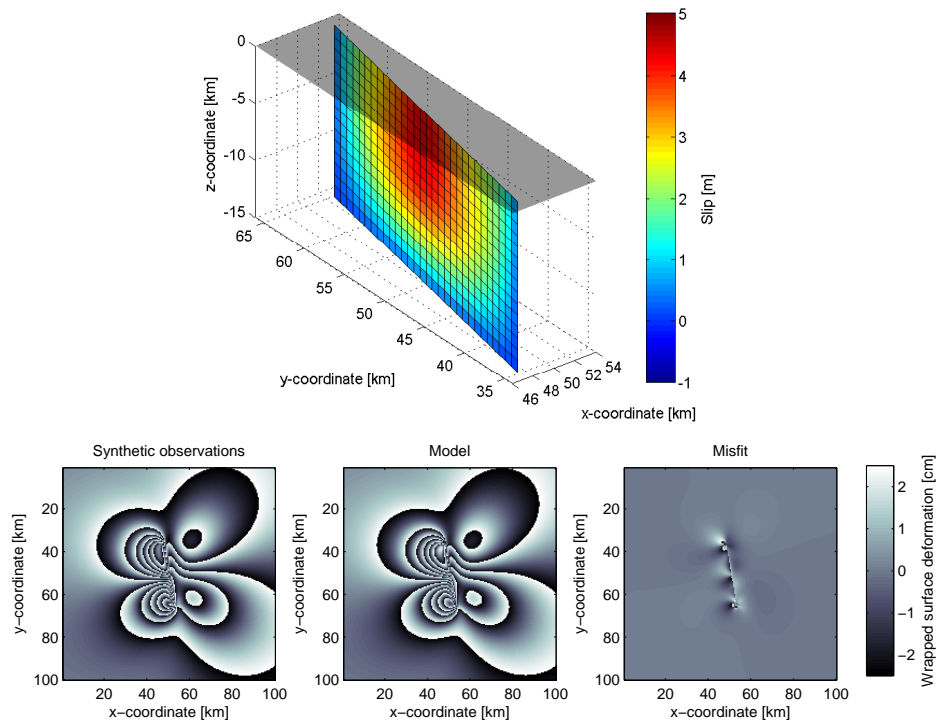 0
-5
-10
-15
z-coordinate [km]
65
60
55
50
45
40
35
y-coordinate [km]
46
48
50
52
54
x-coordinate [km]
5
4
3
2
1
0
-1
Slip [m]
Synthetic observations
20
40
60
80
100
y−coordinate [km]
0 20 40 60 80 100
x−coordinate [km]
Model
20
40
60
80
100
y−coordinate [km]
0 20 40 60 80 100
x−coordinate [km]
Misfit
20
40
60
80
100
y−coordinate [km]
0 20 40 60 80 100
x−coordinate [km]
2
1
0
−1
−2
Wrapped surface deformation [cm]